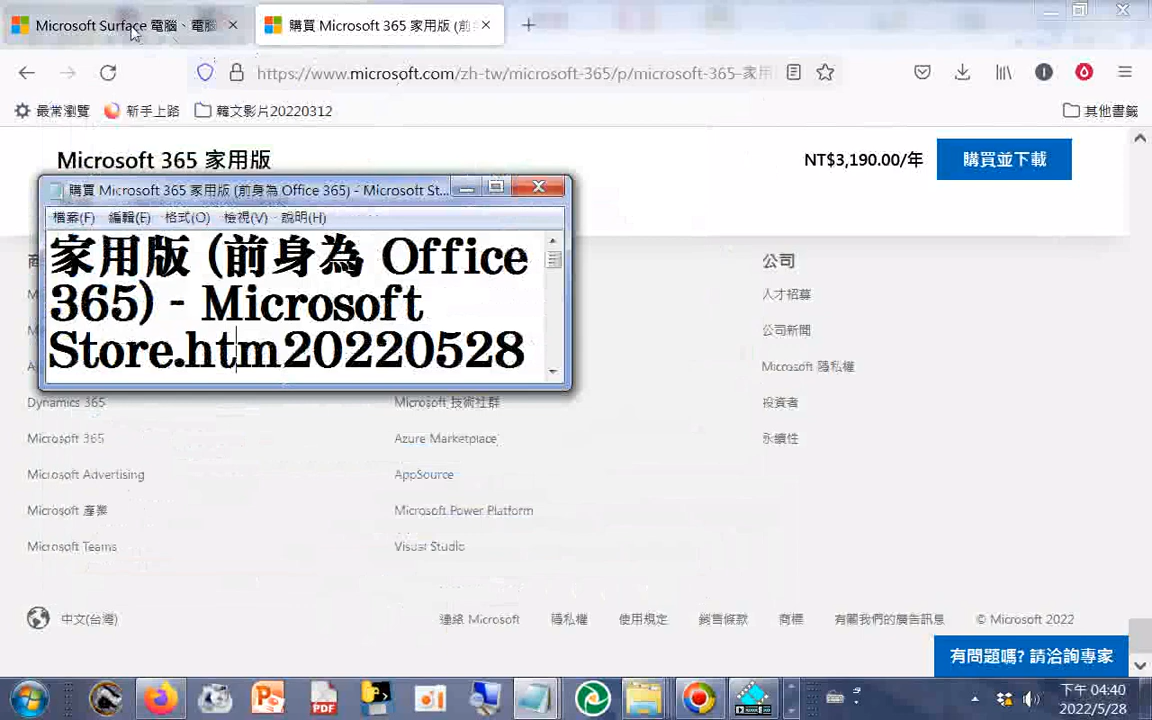 Microsoft Surface 電腦、電腦
購買 Microsoft 365 家用版 (前
https://www.microsoft.com/zh-tw/microsoft-365/p/microsoft-365-家用
最常瀏覽
新手上路
韓文影片20220312
其他書籤
Microsoft 365 家用版
NT$3,190.00/年
購買並下載
購買 Microsoft 365 家用版 (前身為 Office 365) - Microsoft St...
檔案(F) 編輯(E) 格式(O) 檢視(V) 說明(H)
家用版 (前身為 Office
365) - Microsoft
Store.htm20220528
公司
人才招募
公司新聞
Microsoft 隱私權
Dynamics 365
Microsoft 技術社群
投資者
Microsoft 365
Azure Marketplace
永續性
Microsoft Advertising
AppSource
Microsoft 產業
Microsoft Power Platform
Microsoft Teams
Visual Studio
中文(台灣)
連絡 Microsoft
隱私權
使用規定
銷售條款
商標
有關我們的廣告訊息
© Microsoft 2022
有問題嗎? 請洽詢專家
PDF
下午 04:40
2022/5/28